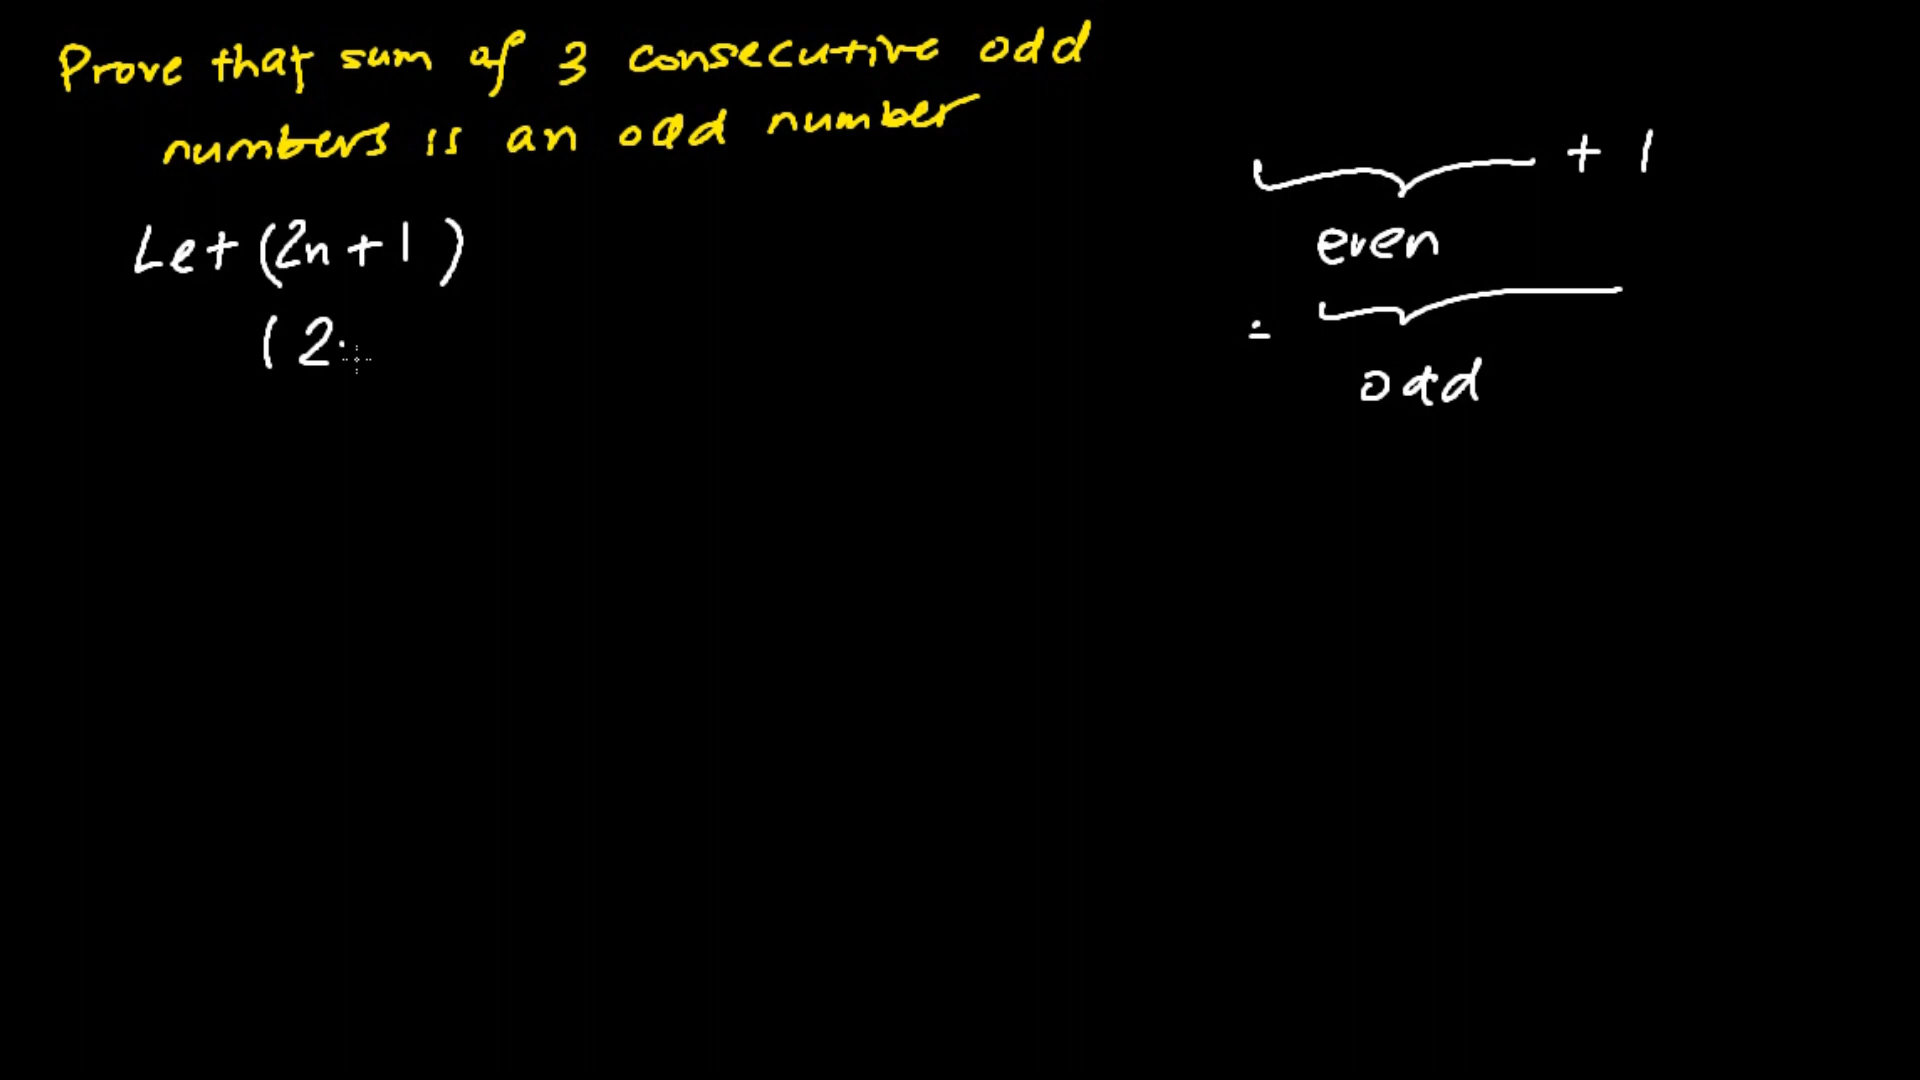 Prove that sum of 3 consecutive odd
numbers is an odd number
Let (2n + 1)
(2
+ 1
even
=
odd